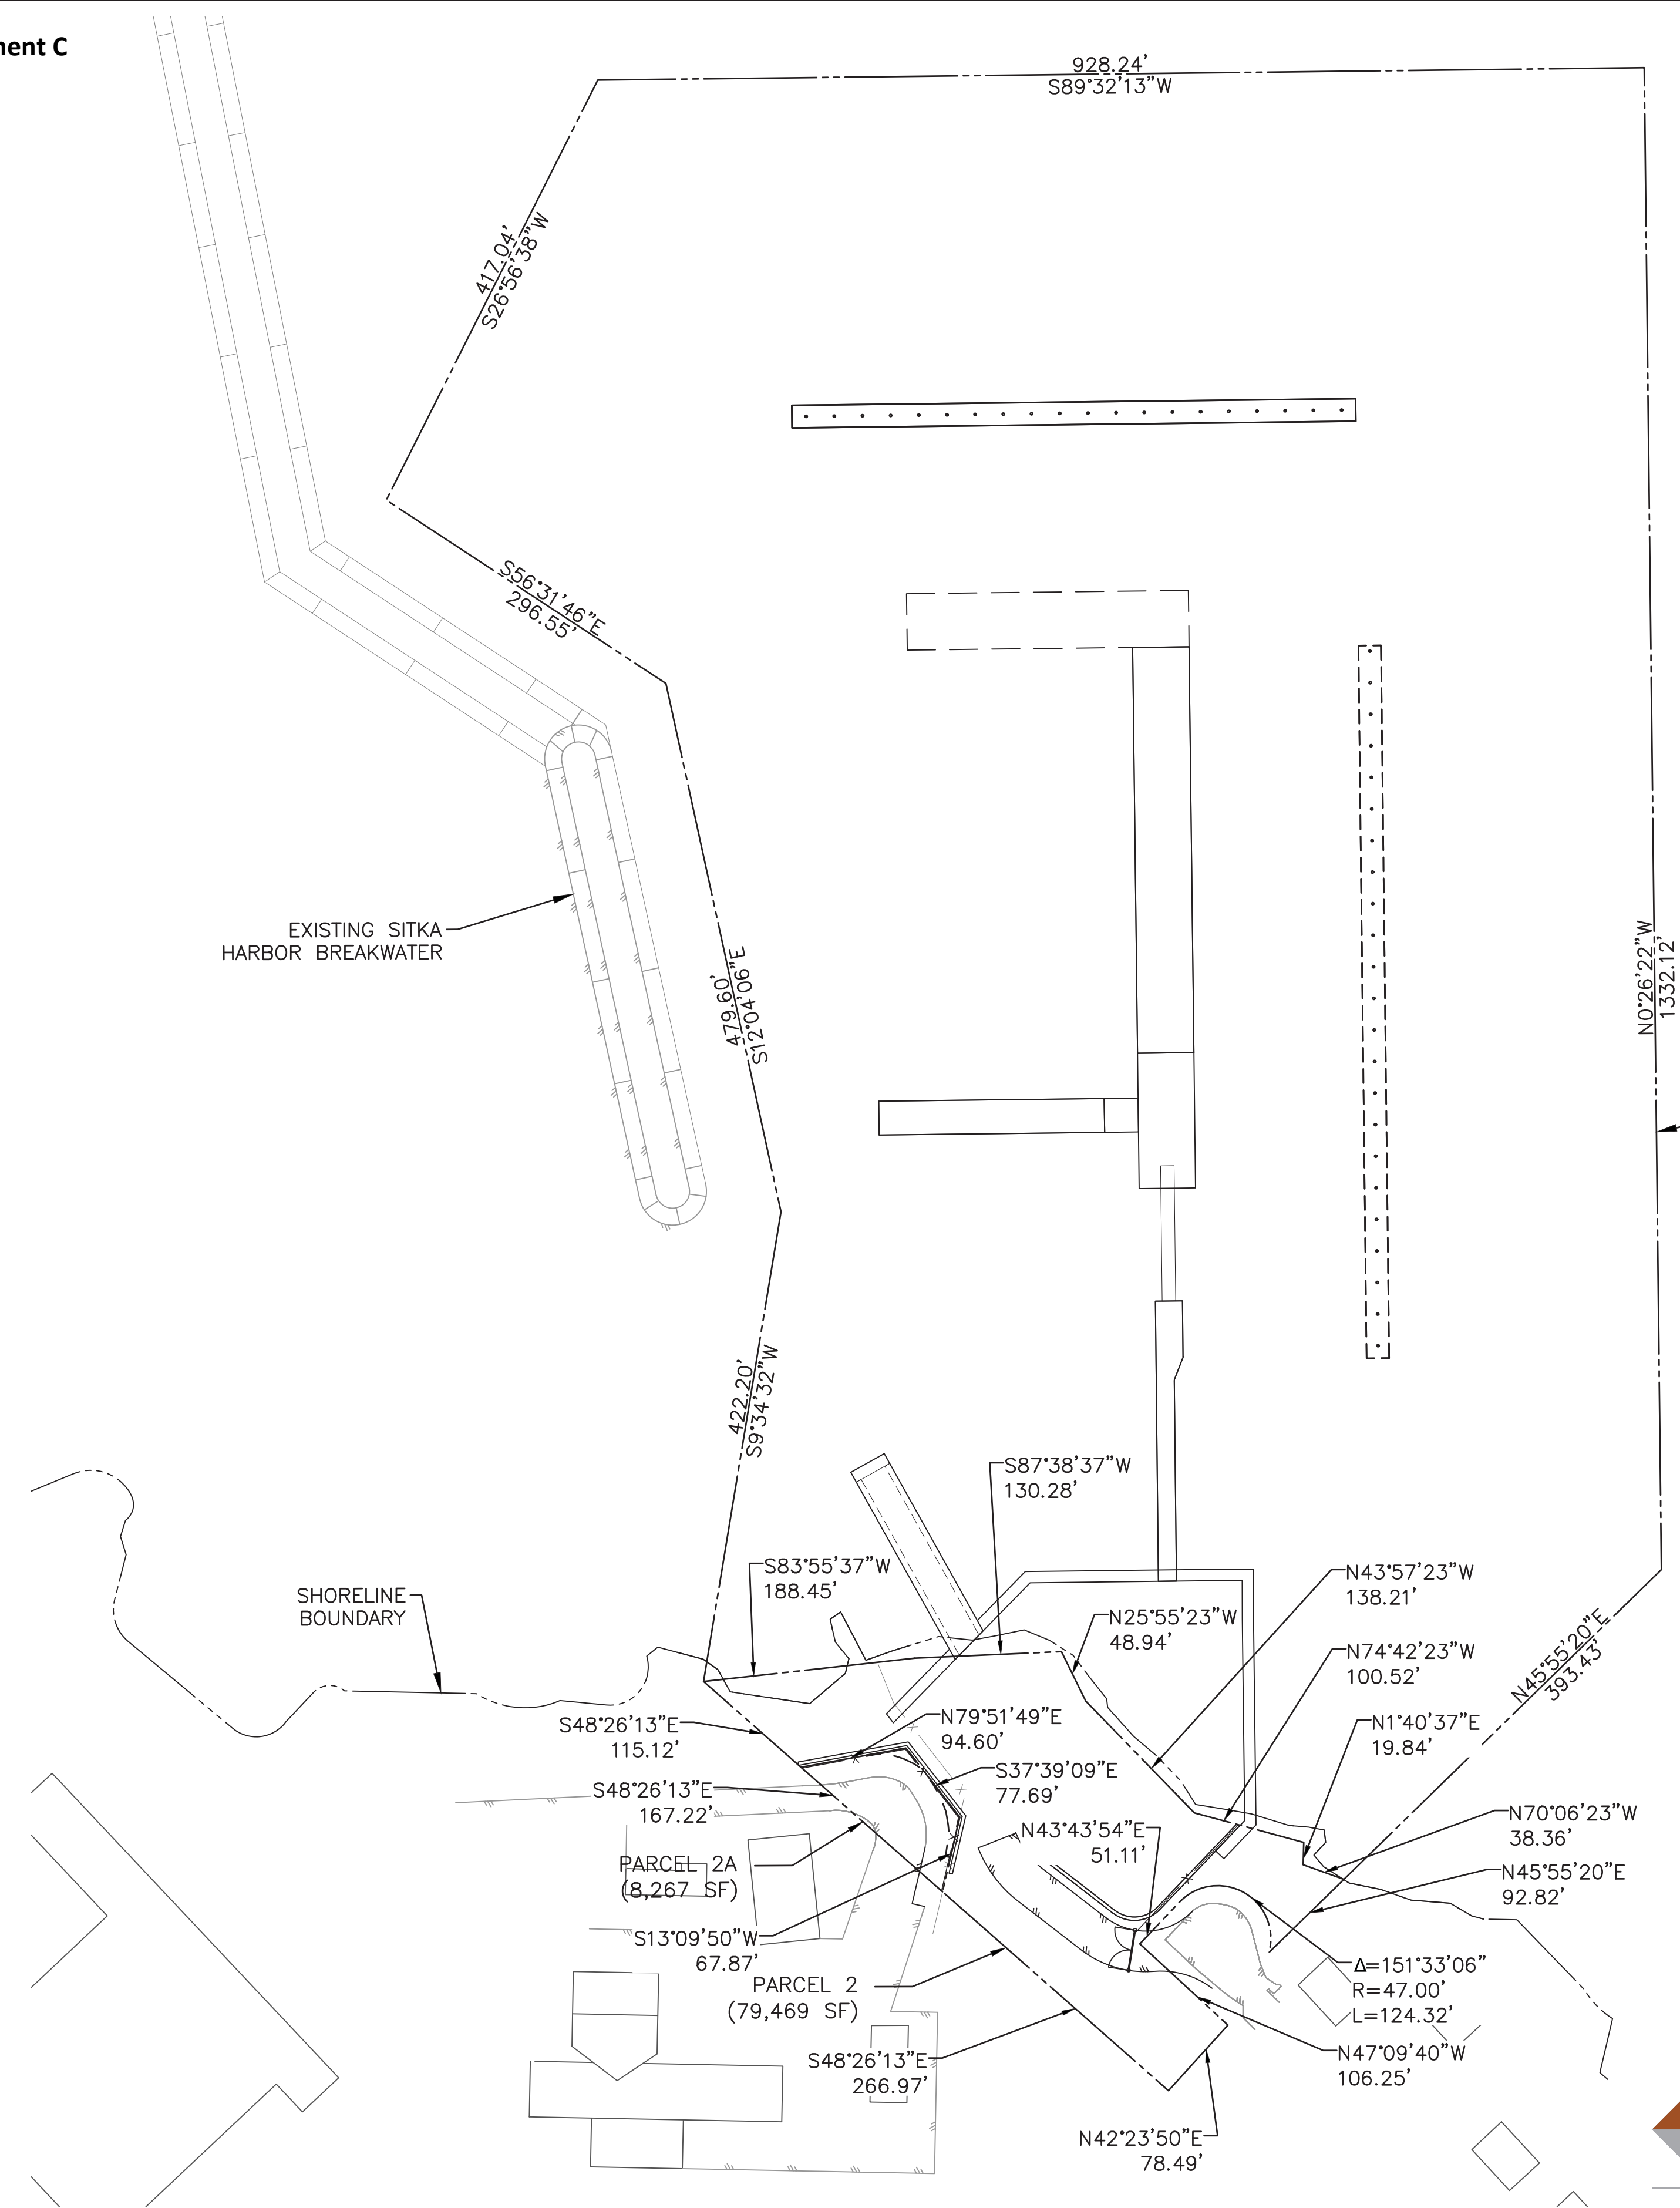 ment C
928.24’
S89°32’13”W
417.04’
S26°56’38”W
S56°31’46”E
296.55’
EXISTING SITKA
HARBOR BREAKWATER
479.60’
S12°04’06”E
N0°26’22”W
1332.12’
422.20’
S9°34’32”W
S87°38’37”W
130.28’
S83°55’37”W
188.45’
SHORELINE
BOUNDARY
N43°57’23”W
138.21’
N25°55’23”W
48.94’
N74°42’23”W
100.52’
N45°55’20”E
393.43’
S48°26’13”E
115.12’
N79°51’49”E
94.60’
N1°40’37”E
19.84’
S37°39’09”E
77.69’
S48°26’13”E
167.22’
N43°43’54”E
51.11’
N70°06’23”W
38.36’
PARCEL 2A
(8,267 SF)
N45°55’20”E
92.82’
S13°09’50”W
67.87’
PARCEL 2
(79,469 SF)
Δ=151°33’06”
R=47.00’
L=124.32’
S48°26’13”E
266.97’
N47°09’40”W
106.25’
N42°23’50”E
78.49’